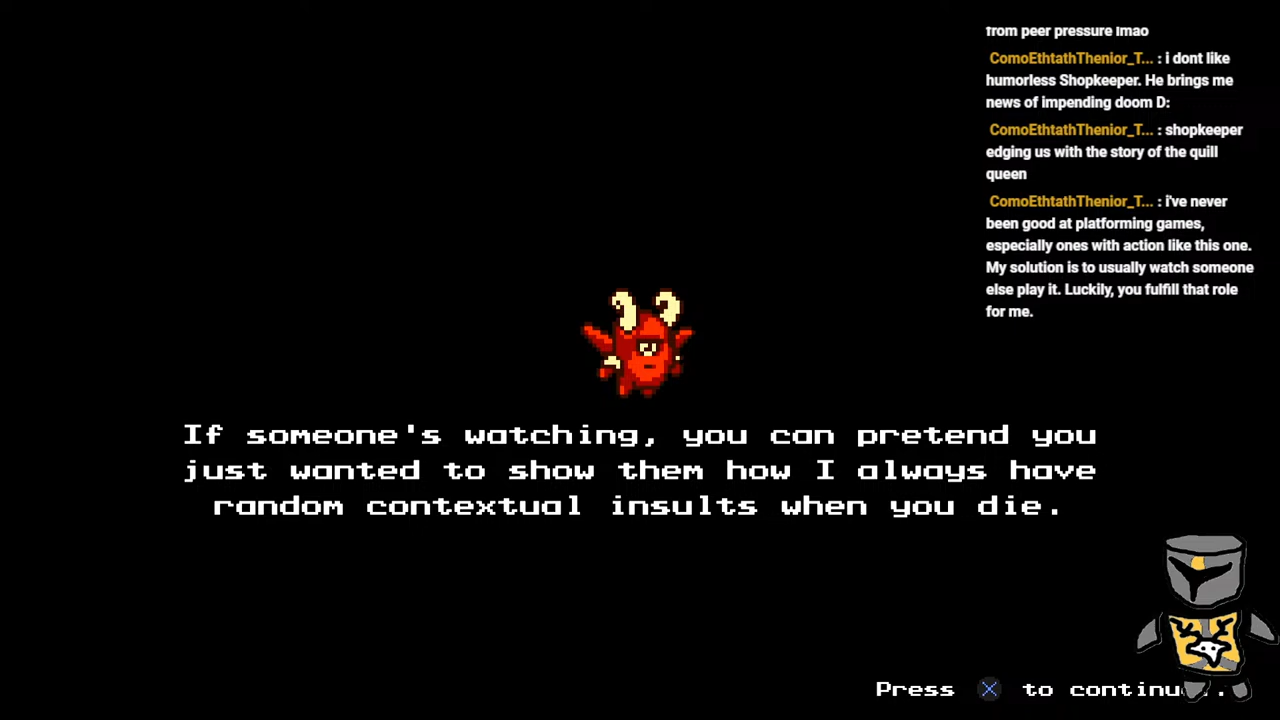 from peer pressure lmao
ComoEthtathThenior_T... : i dont like
humorless Shopkeeper. He brings me
news of impending doom D:
ComoEthtathThenior_T... : shopkeeper
edging us with the story of the quill
queen
ComoEthtathThenior_T... : i've never
been good at platforming games,
especially ones with action like this one.
My solution is to usually watch someone
else play it. Luckily, you fulfill that role
for me.
If someone's watching, you can pretend you
just wanted to show them how I always have
random contextual insults when you die.
Press to